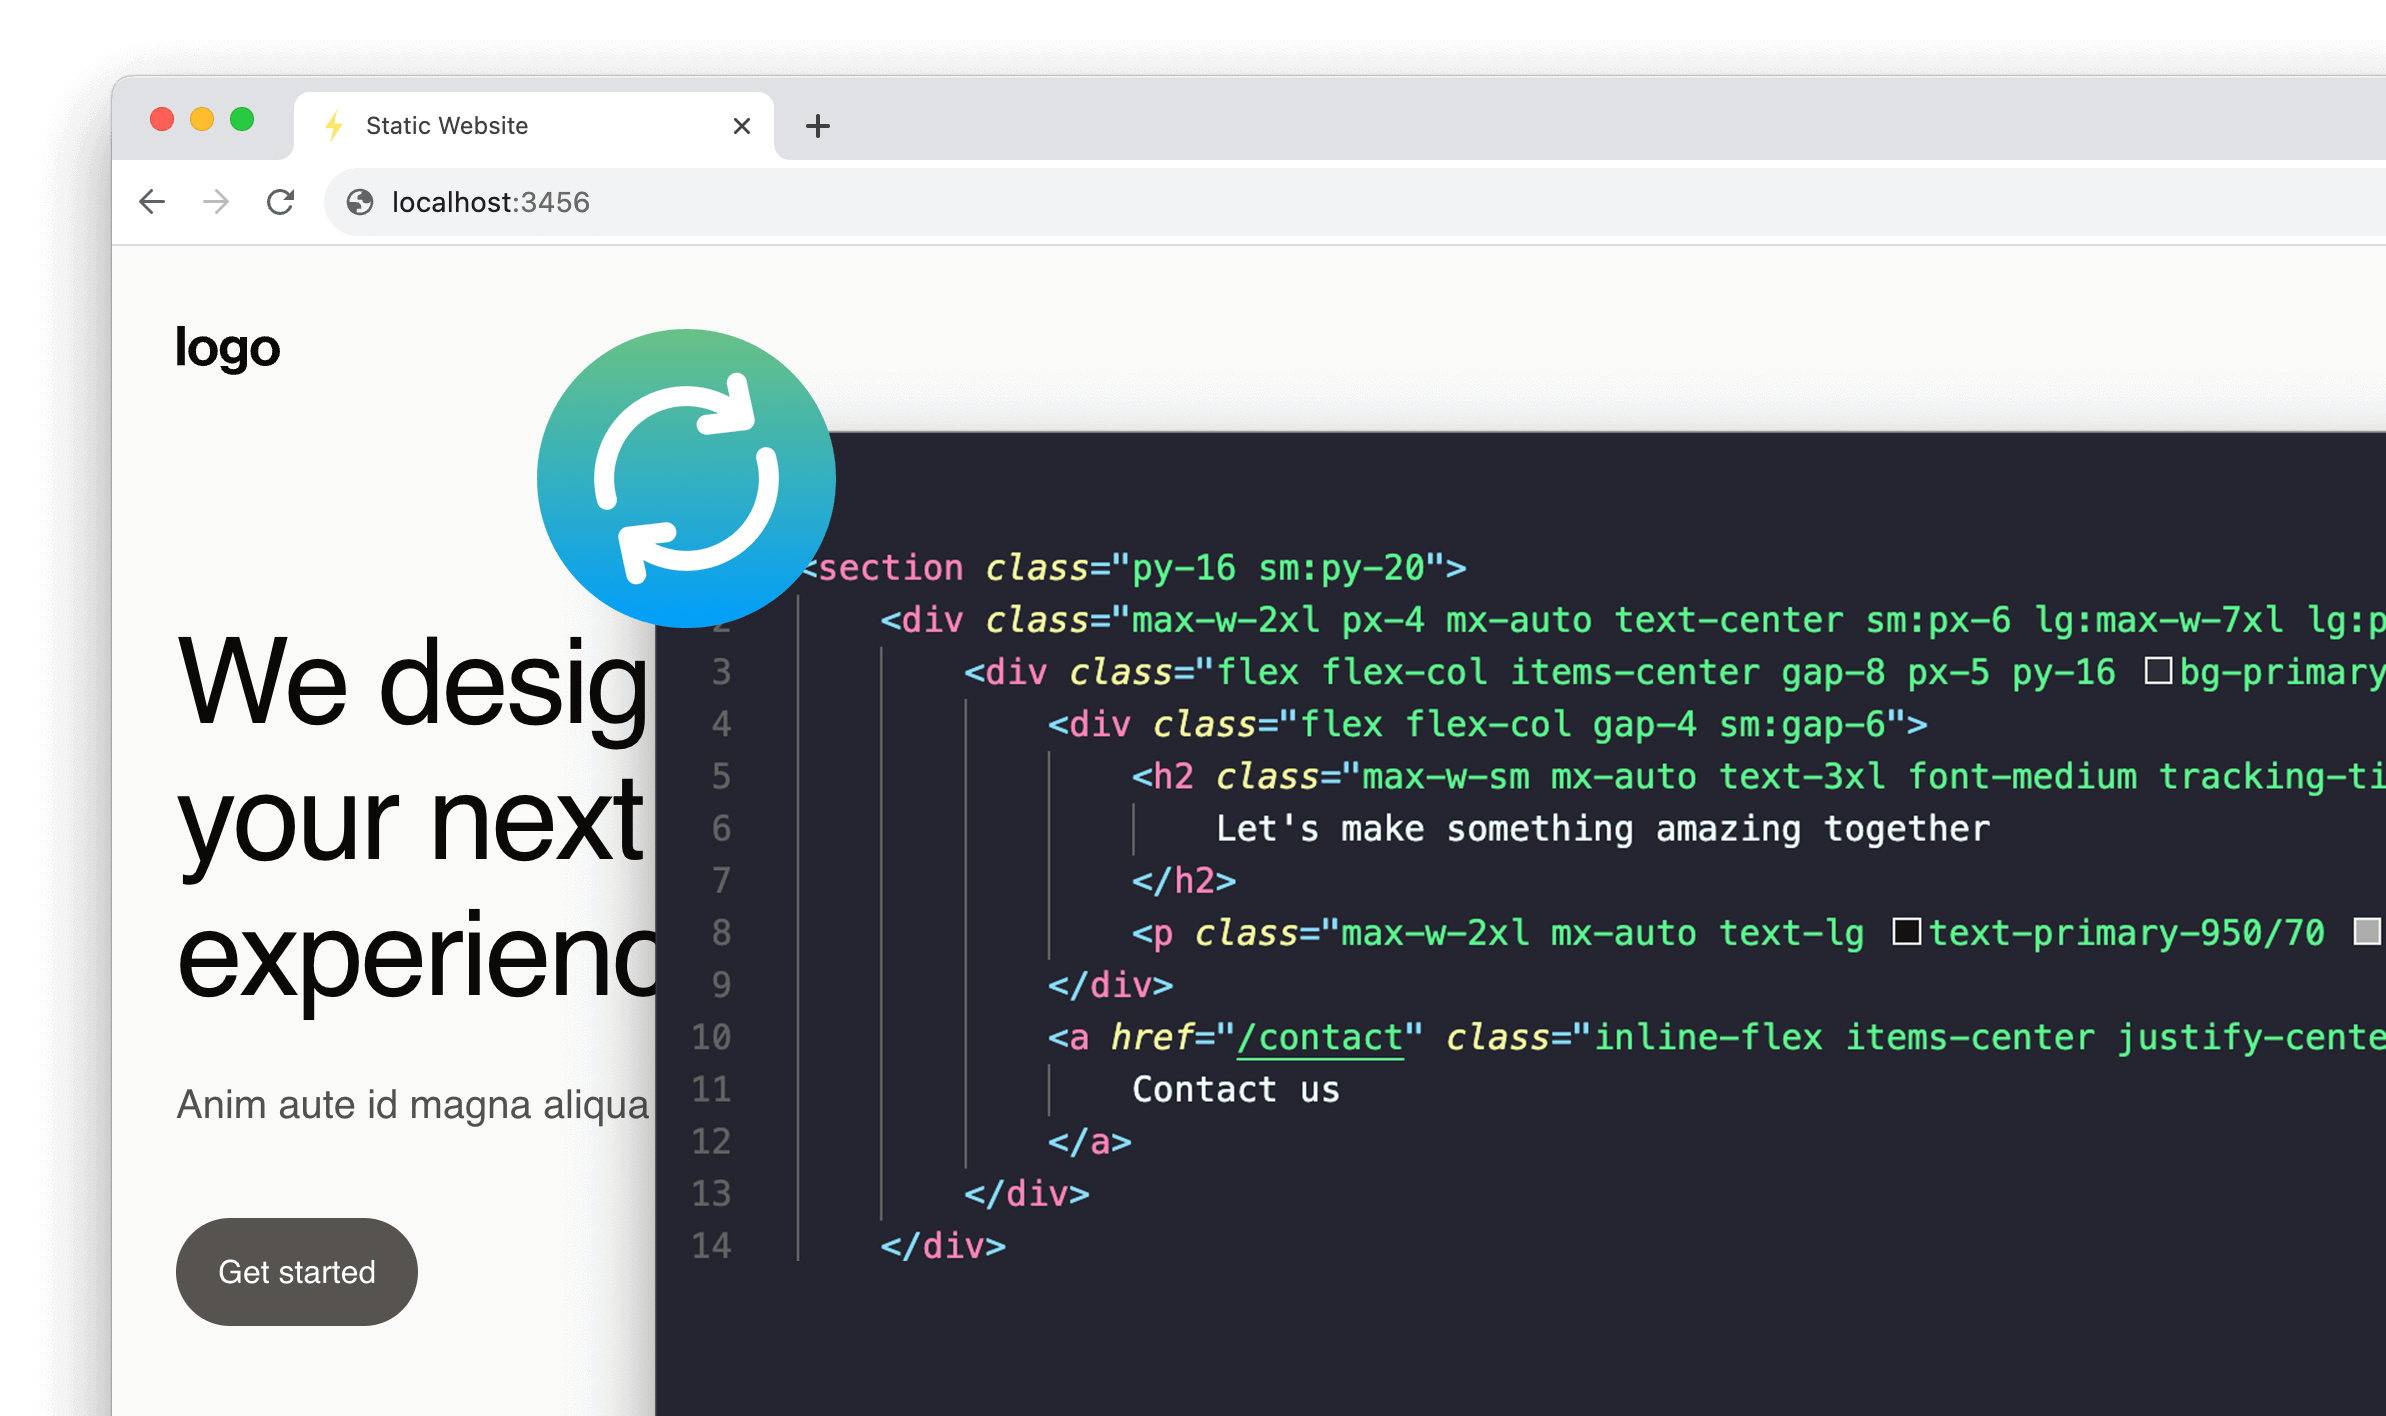 Static Website
localhost:3456
logo
We desig
your next
experienc
Anim aute id magna aliqua
Get started
<section class="py-16 sm:py-20">
2 <div class="max-w-2xl px-4 mx-auto text-center sm:px-6 lg:max-w-7xl lg:p
3 <div class="flex flex-col items-center gap-8 px-5 py-16 bg-primary
4 <div class="flex flex-col gap-4 sm:gap-6">
5 <h2 class="max-w-sm mx-auto text-3xl font-medium tracking-ti
6 Let's make something amazing together
7 </h2>
8 <p class="max-w-2xl mx-auto text-lg text-primary-950/70
9 </div>
10 <a href="/contact" class="inline-flex items-center justify-cente
11 Contact us
12 </a>
13 </div>
14 </div>